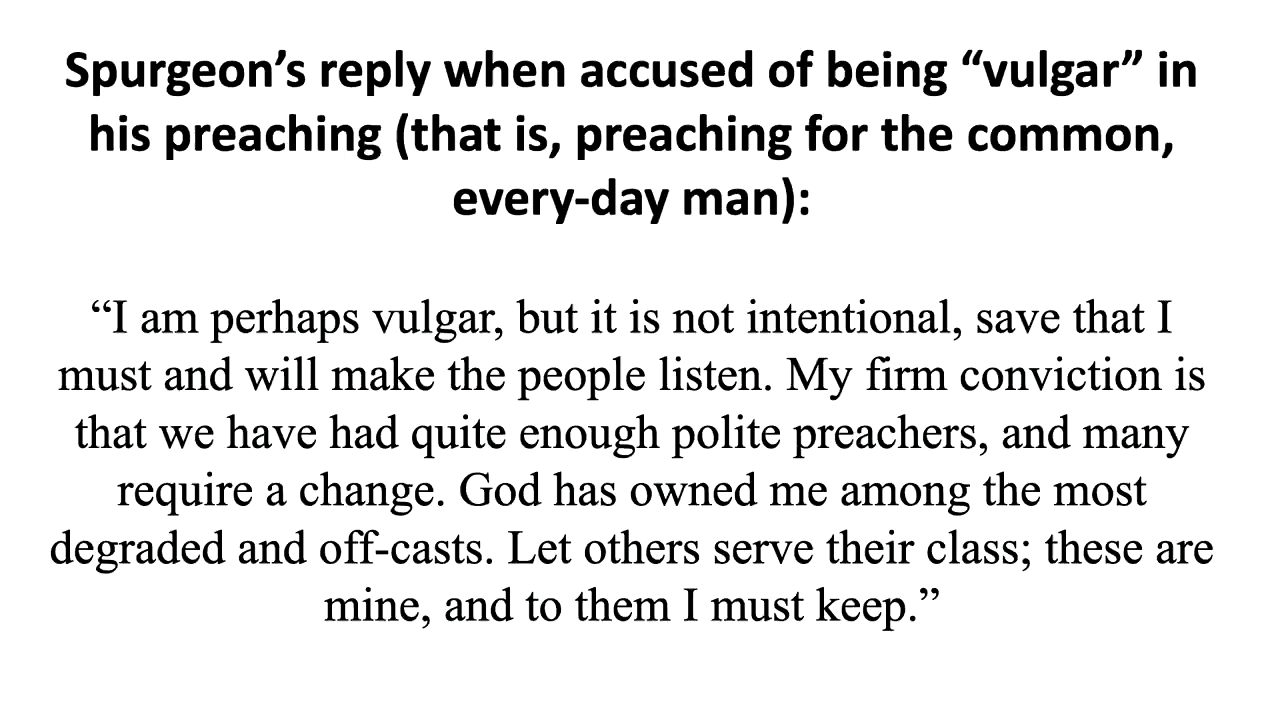 Spurgeon’s reply when accused of being “vulgar” in
his preaching (that is, preaching for the common,
every-day man):
“I am perhaps vulgar, but it is not intentional, save that I
must and will make the people listen. My firm conviction is
that we have had quite enough polite preachers, and many
require a change. God has owned me among the most
degraded and off-casts. Let others serve their class; these are
mine, and to them I must keep.”